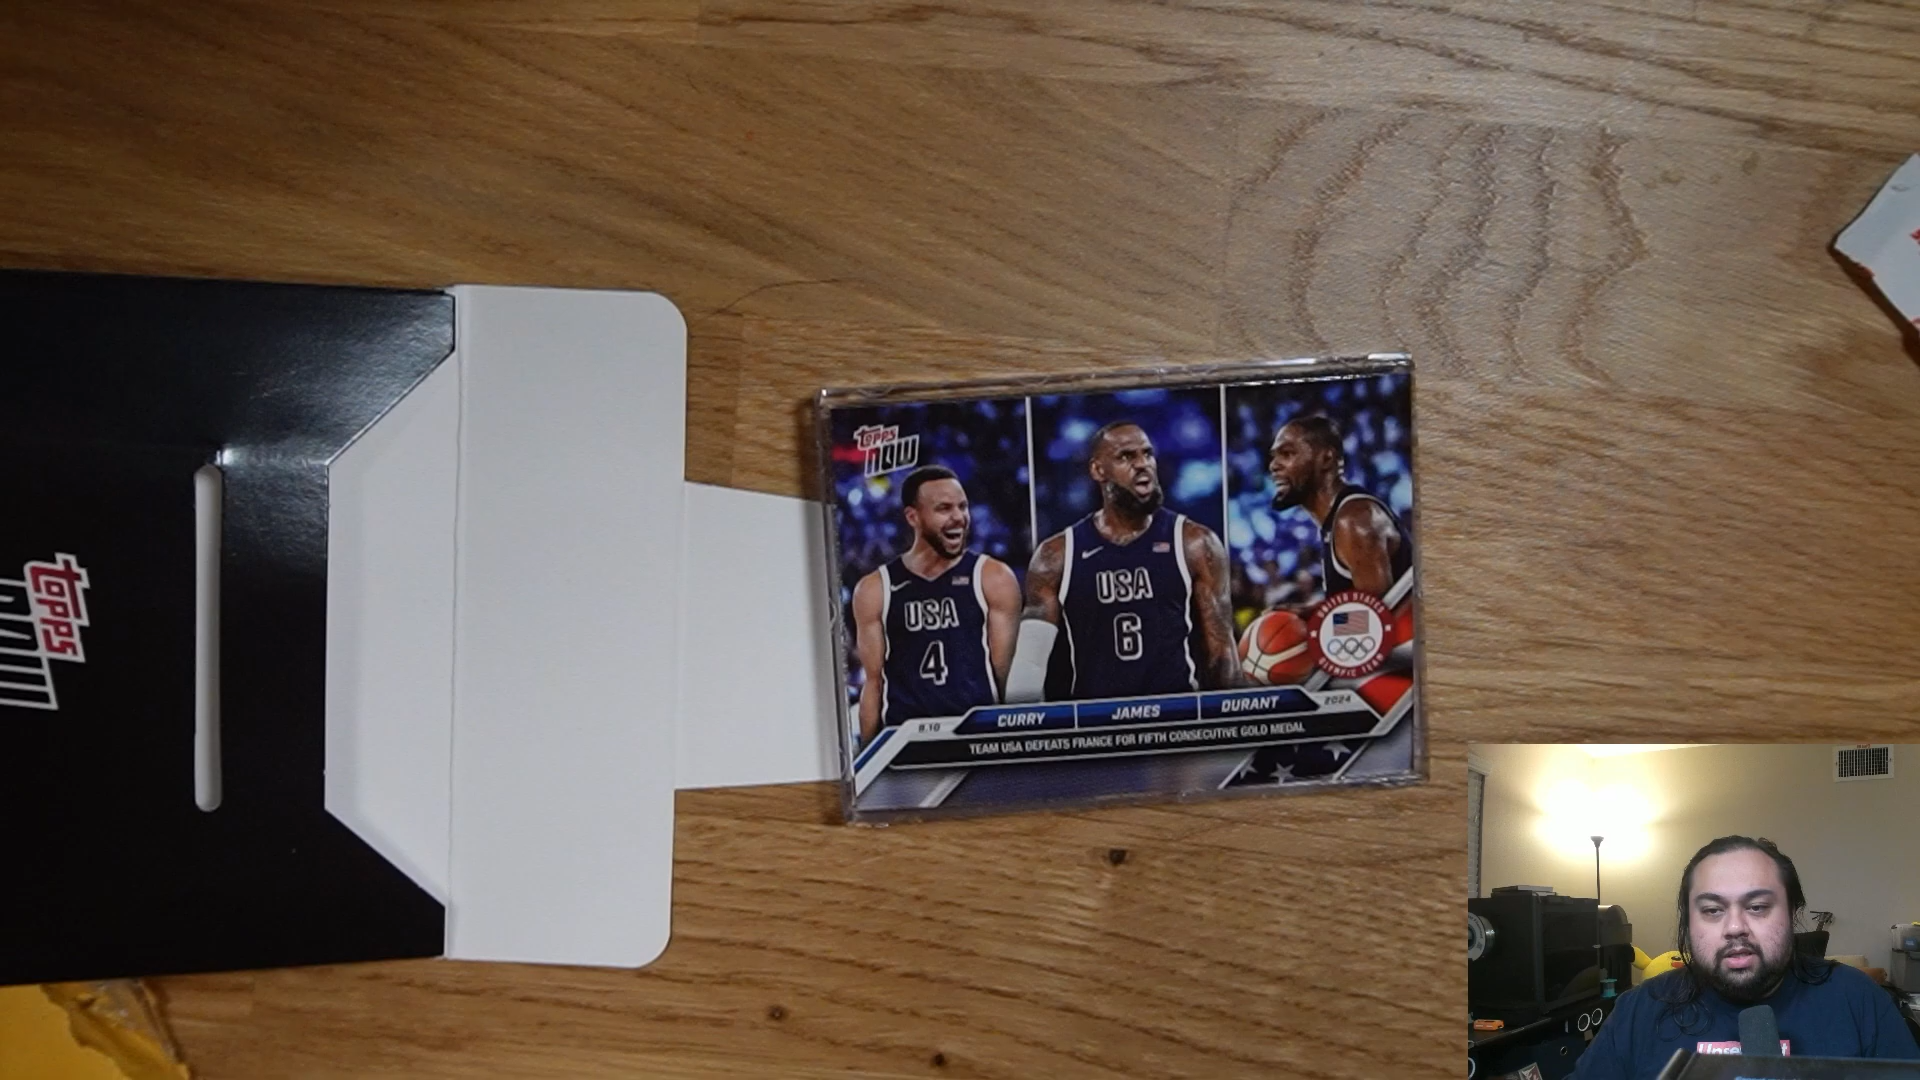 topps
now
topps
now
USA
4
USA
6
UNITED STATES
OLYMPIC TEAM
CURRY
JAMES
DURANT
8.10
2024
TEAM USA DEFEATS FRANCE FOR FIFTH CONSECUTIVE GOLD MEDAL